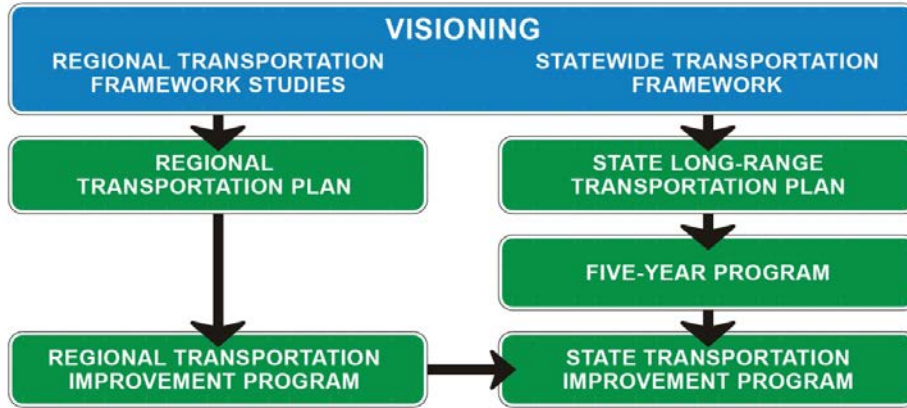 VISIONING
REGIONAL TRANSPORTATION
FRAMEWORK STUDIES
STATEWIDE TRANSPORTATION
FRAMEWORK
REGIONAL
TRANSPORTATION PLAN
STATE LONG-RANGE
TRANSPORTATION PLAN
FIVE-YEAR PROGRAM
REGIONAL TRANSPORTATION
IMPROVEMENT PROGRAM
STATE TRANSPORTATION
IMPROVEMENT PROGRAM